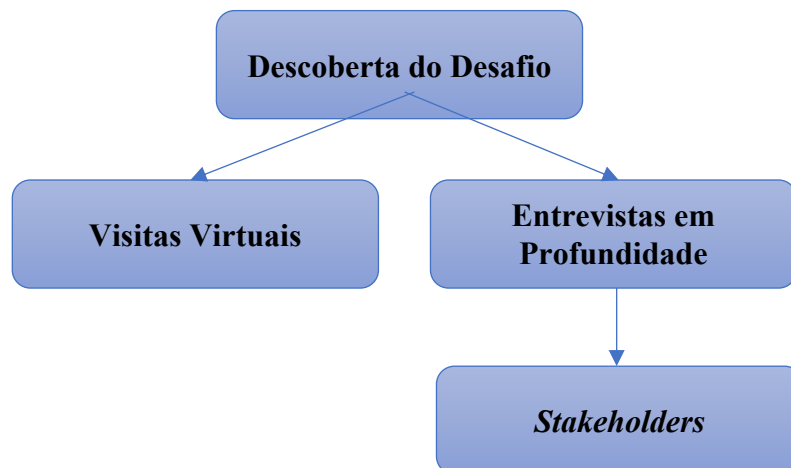 Descoberta do Desafio
Visitas Virtuais
Entrevistas em
Profundidade
Stakeholders